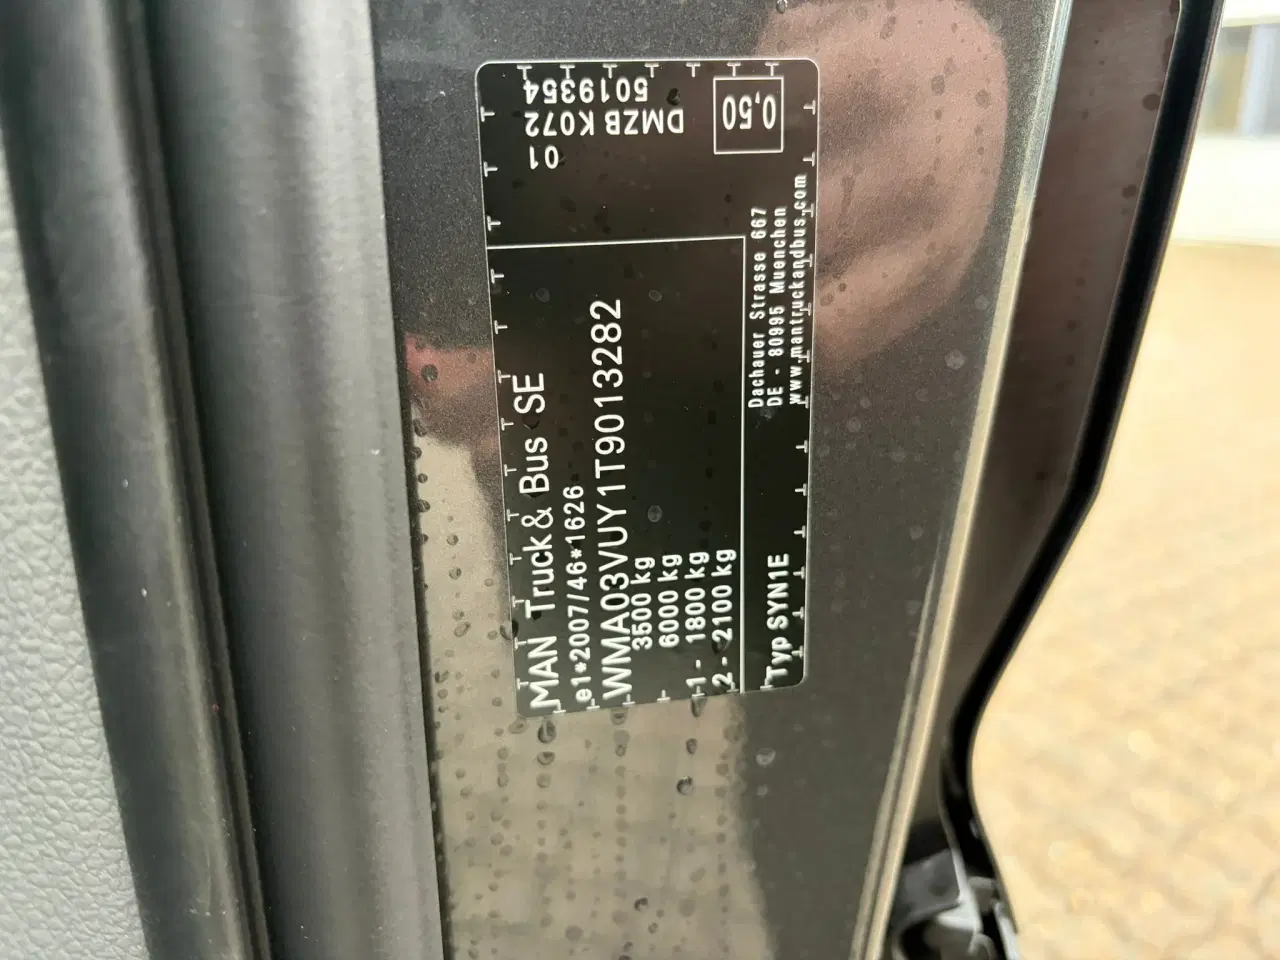 MAN Truck & Bus SE
e1*2007/46*1626
WMA03VUY1T9013282
3500 kg
6000 kg
1 - 1800 kg
2 - 2100 kg
Typ SYN1E
Dachauer Strasse 667
DE - 80995 Muenchen
www.mantruckandbus.com
5019354
DMZB K072
01
0,50